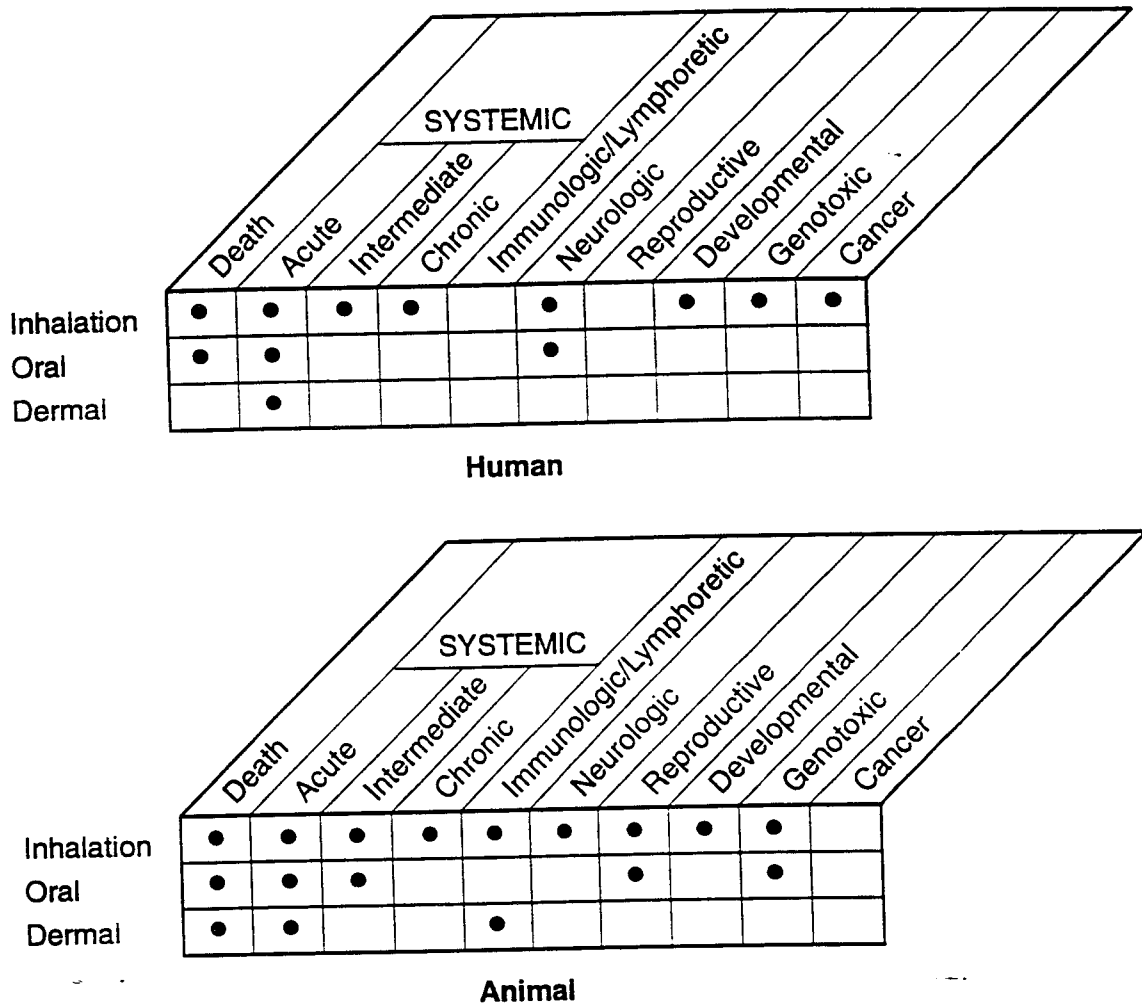 SYSTEMIC
Death
Acute
Intermediate
Chronic
Immunologic/Lymphoretic
Neurologic
Reproductive
Developmental
Genotoxic
Cancer
Inhalation
Oral
Dermal
Human
SYSTEMIC
Death
Acute
Intermediate
Chronic
Immunologic/Lymphoretic
Neurologic
Reproductive
Developmental
Genotoxic
Cancer
Inhalation
Oral
Dermal
Animal